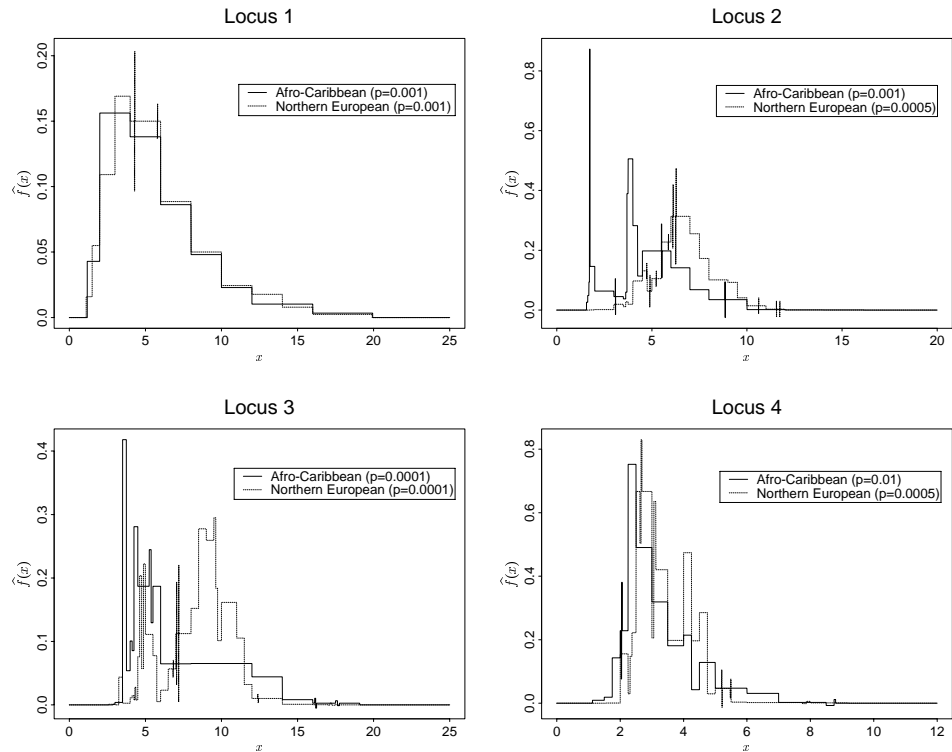 Locus 1
0.20
0.15
0.10
0.05
0.0
f̂(x)
Afro-Caribbean (p=0.001)
Northern European (p=0.001)
0 5 10 15 20 25
x
Locus 2
0.8
0.6
0.4
0.2
0.0
f̂(x)
Afro-Caribbean (p=0.001)
Northern European (p=0.0005)
0 5 10 15 20
x
Locus 3
0.4
0.3
0.2
0.1
0.0
f̂(x)
Afro-Caribbean (p=0.0001)
Northern European (p=0.0001)
0 5 10 15 20 25
x
Locus 4
0.8
0.6
0.4
0.2
0.0
f̂(x)
Afro-Caribbean (p=0.01)
Northern European (p=0.0005)
0 2 4 6 8 10 12
x